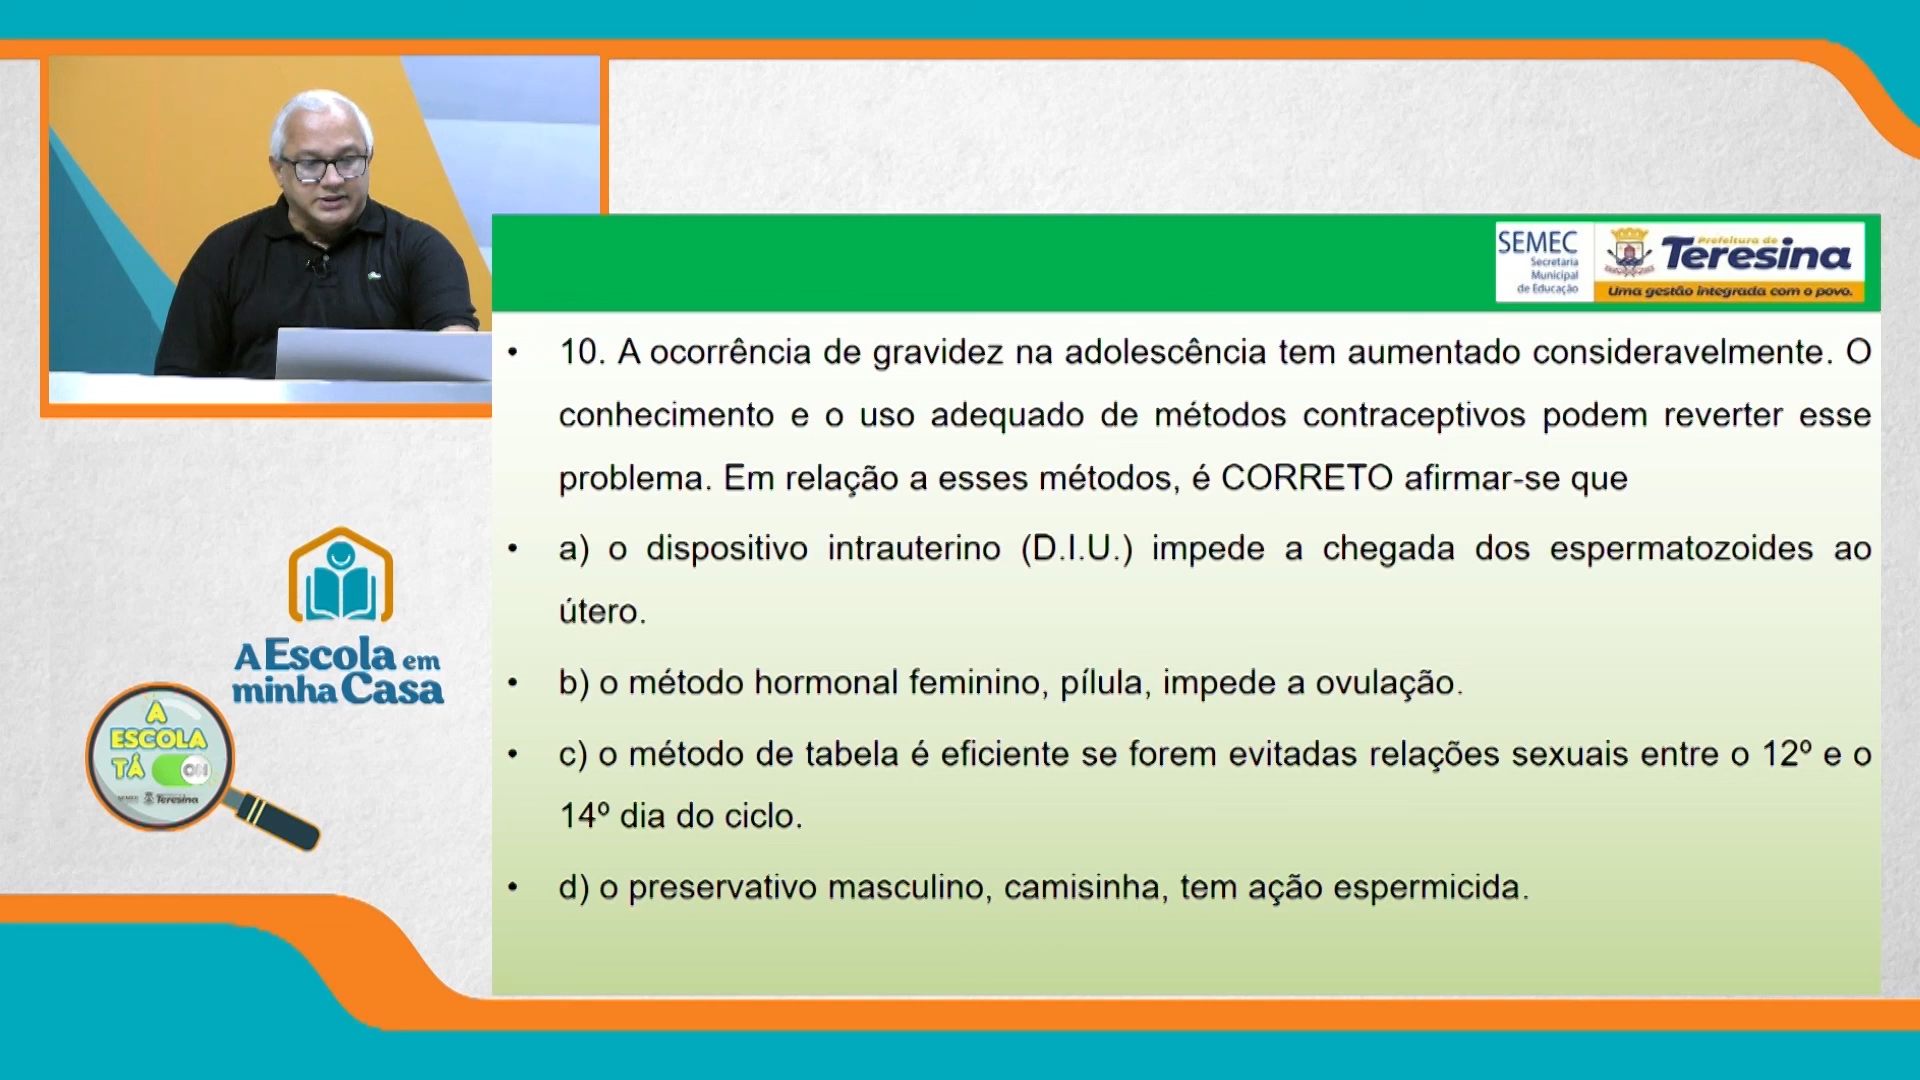 SEMEC
Secretaria
Municipal
de Educação
Prefeitura de
Teresina
Uma gestão integrada com o povo.
• 10. A ocorrência de gravidez na adolescência tem aumentado consideravelmente. O
conhecimento e o uso adequado de métodos contraceptivos podem reverter esse
problema. Em relação a esses métodos, é CORRETO afirmar-se que
• a) o dispositivo intrauterino (D.I.U.) impede a chegada dos espermatozoides ao
útero.
• b) o método hormonal feminino, pílula, impede a ovulação.
• c) o método de tabela é eficiente se forem evitadas relações sexuais entre o 12º e o
14º dia do ciclo.
• d) o preservativo masculino, camisinha, tem ação espermicida.
A Escola em
minha Casa
A
ESCOLA
TÁ ON
SEMEC Teresina